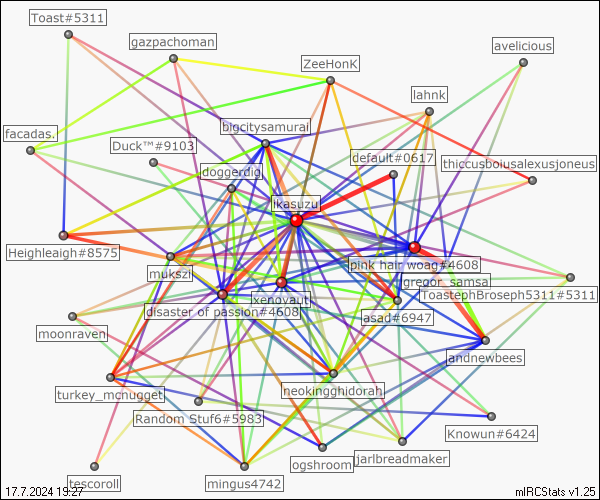 Toast#5311
gazpachoman
avelicious
ZeeHonK
lahnk
bigcitysamurai
facadas.
Duck™#9103
default#0617
thiccusboiusalexusjoneus
doggerdig
ikasuzu
Heighleaigh#8575
mukszi
pink hair woag#4608
gregor_samsa
ToastephBroseph5311#5311
lxenovaut
disaster of passion#4608
asad#6947
moonraven
andnewbees
turkey_mcnugget
neokingghidorah
Random Stuf6#5983
Knowun#6424
jarlbreadmaker
ogshroom
tescoroll
mingus4742
17.7.2024 19:27
mIRCStats v1.25